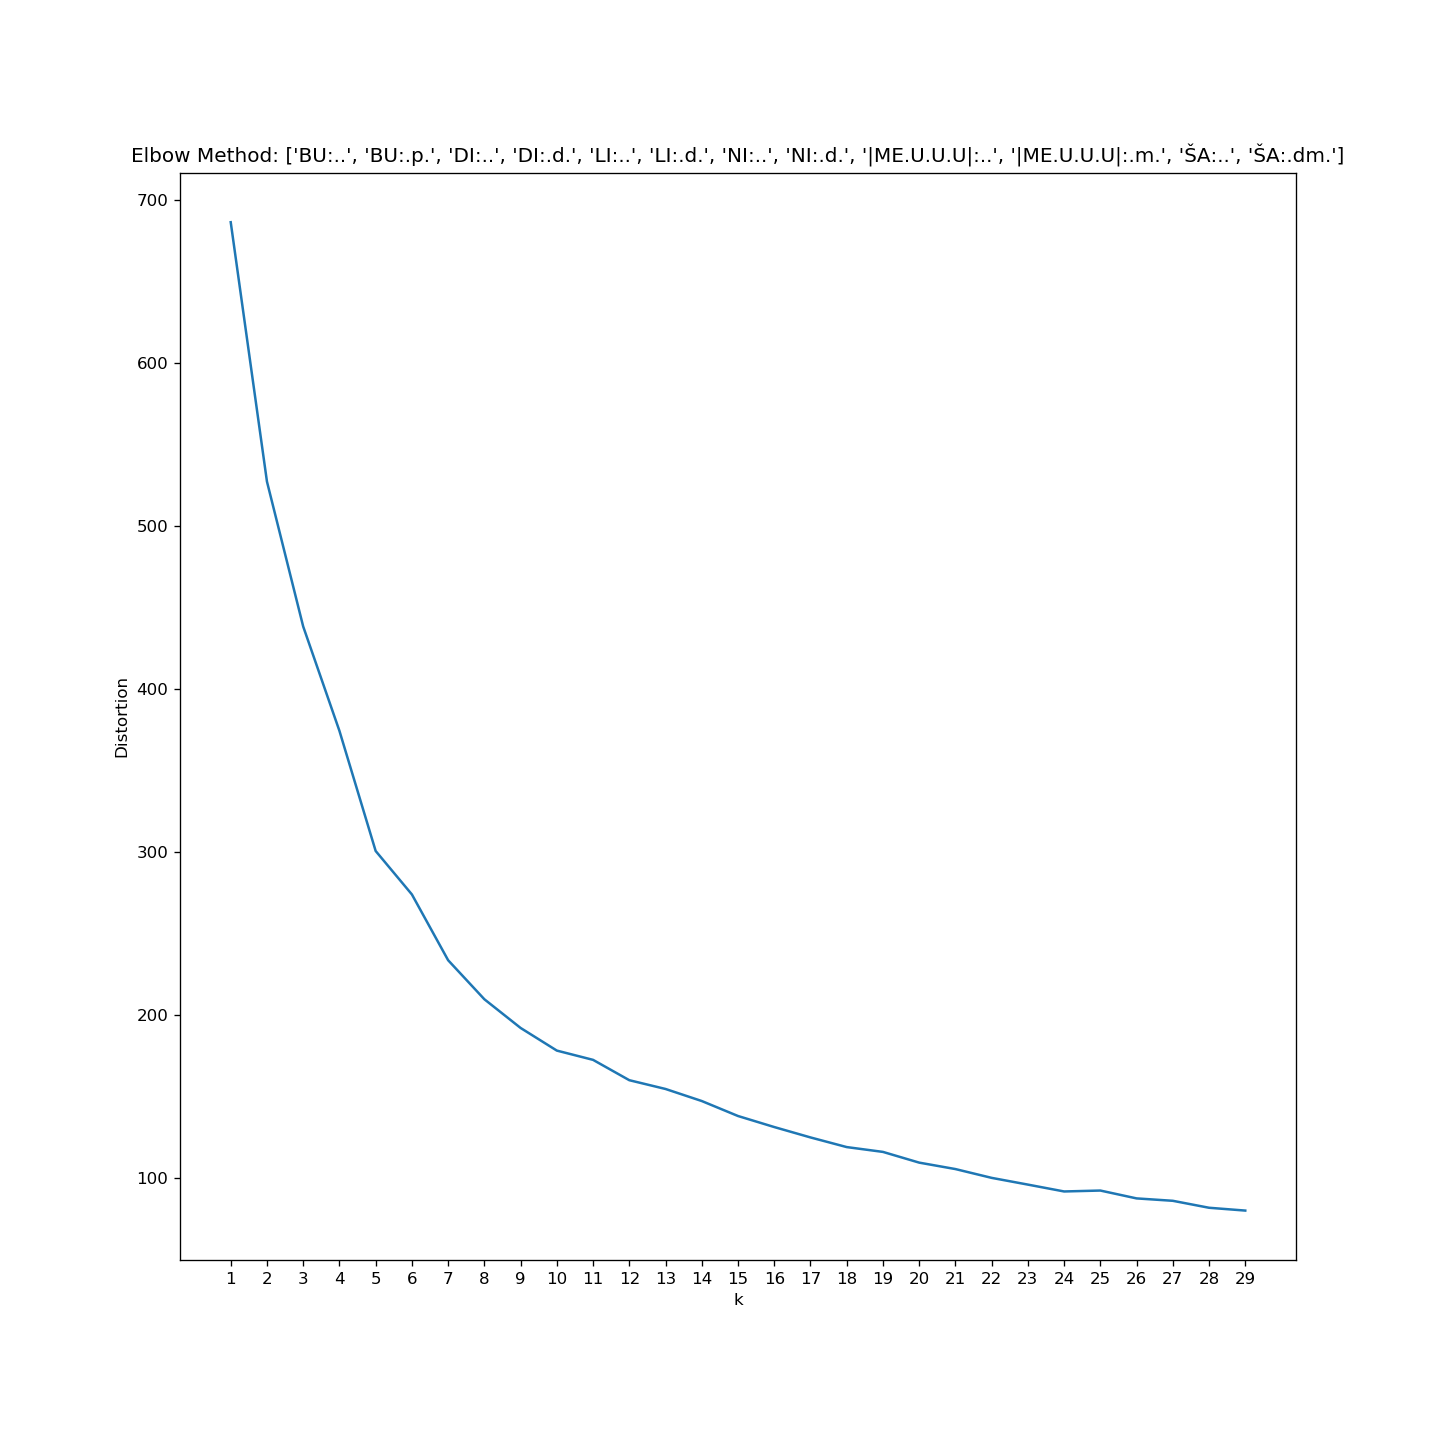 Elbow Method: ['BU:..', 'BU:.p.', 'DI:..', 'DI:.d.', 'LI:..', 'LI:.d.', 'NI:..', 'NI:.d.', '|ME.U.U.U|:..', '|ME.U.U.U|:.m.', 'ŠA:..', 'ŠA:.dm.']
700
600
500
400
300
200
100
Distortion
1 2 3 4 5 6 7 8 9 10 11 12 13 14 15 16 17 18 19 20 21 22 23 24 25 26 27 28 29
k